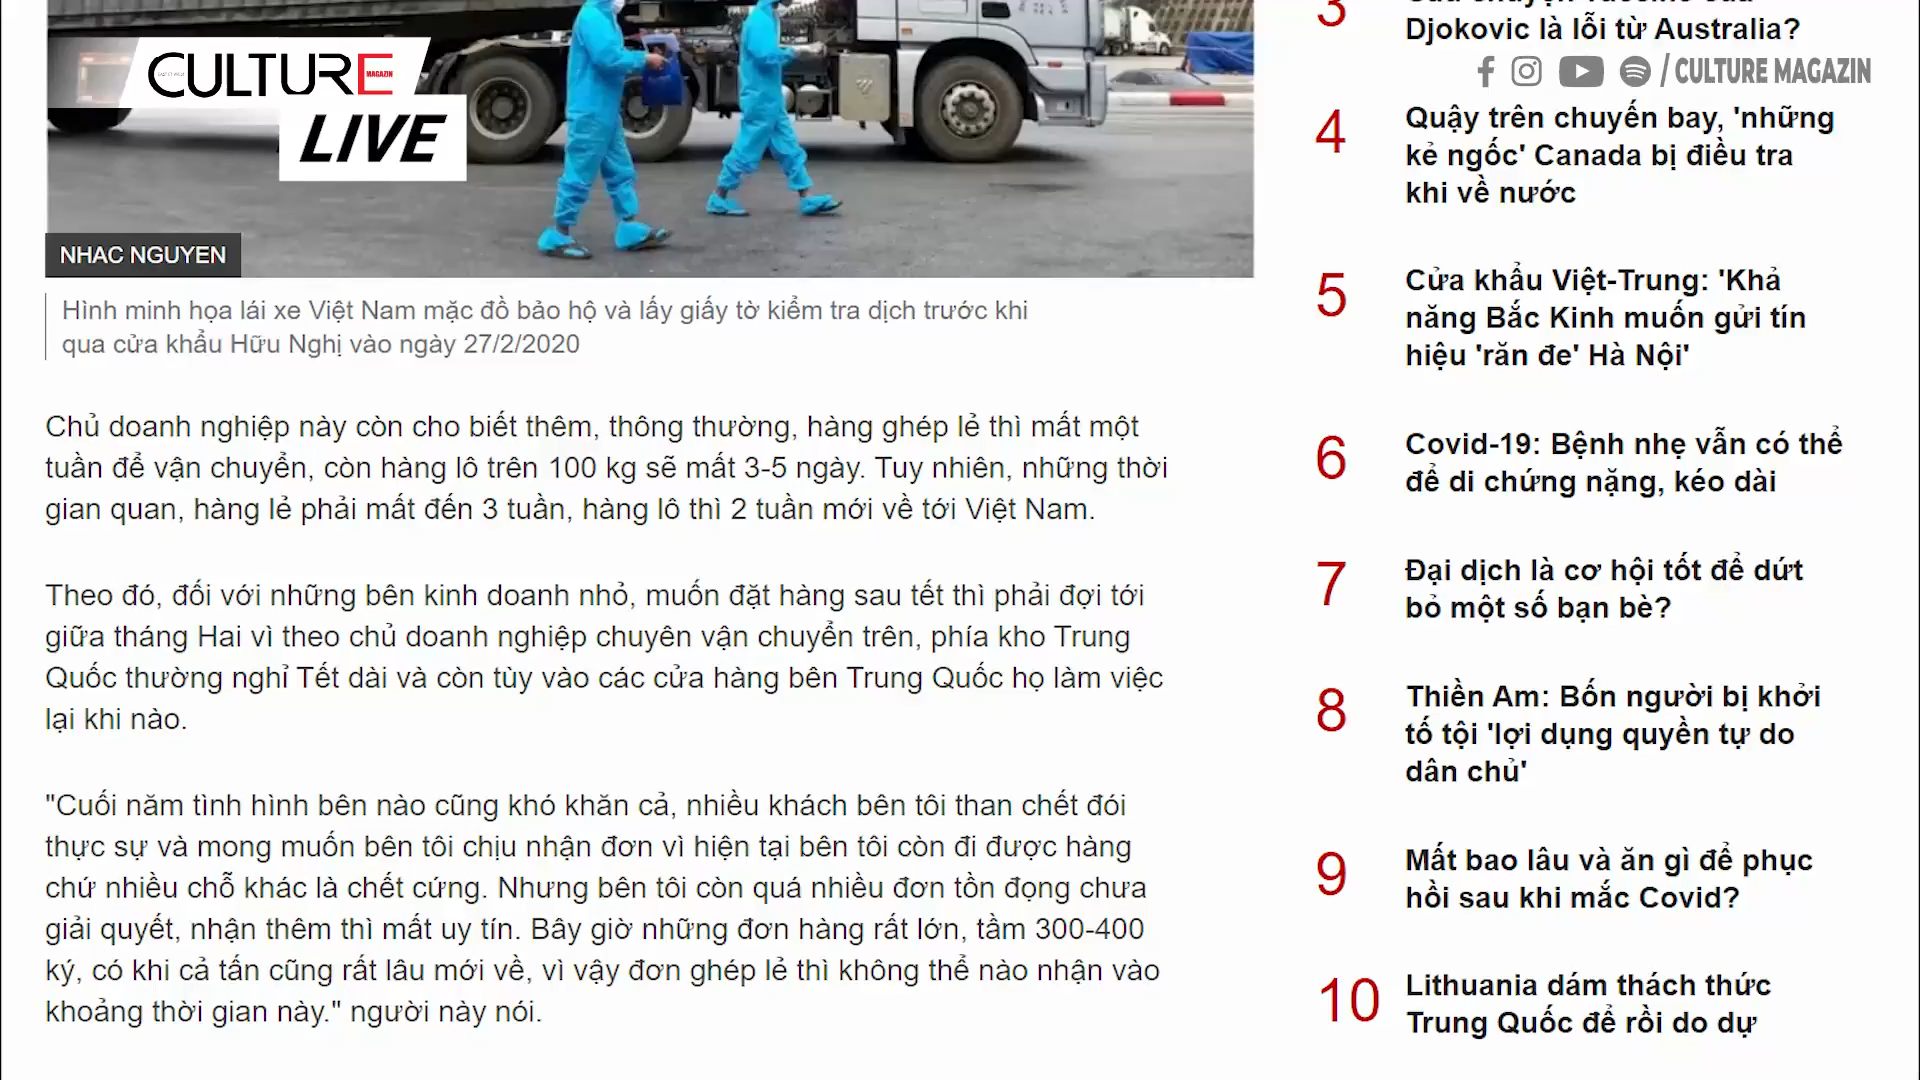 CULTURE
MAGAZIN
LIVE
NHAC NGUYEN
Hình minh họa lái xe Việt Nam mặc đồ bảo hộ và lấy giấy tờ kiểm tra dịch trước khi
qua cửa khẩu Hữu Nghị vào ngày 27/2/2020
Chủ doanh nghiệp này còn cho biết thêm, thông thường, hàng ghép lẻ thì mất một
tuần để vận chuyển, còn hàng lô trên 100 kg sẽ mất 3-5 ngày. Tuy nhiên, những thời
gian quan, hàng lẻ phải mất đến 3 tuần, hàng lô thì 2 tuần mới về tới Việt Nam.
Theo đó, đối với những bên kinh doanh nhỏ, muốn đặt hàng sau tết thì phải đợi tới
giữa tháng Hai vì theo chủ doanh nghiệp chuyên vận chuyển trên, phía kho Trung
Quốc thường nghỉ Tết dài và còn tùy vào các cửa hàng bên Trung Quốc họ làm việc
lại khi nào.
"Cuối năm tình hình bên nào cũng khó khăn cả, nhiều khách bên tôi than chết đói
thực sự và mong muốn bên tôi chịu nhận đơn vì hiện tại bên tôi còn đi được hàng
chứ nhiều chỗ khác là chết cứng. Nhưng bên tôi còn quá nhiều đơn tồn đọng chưa
giải quyết, nhận thêm thì mất uy tín. Bây giờ những đơn hàng rất lớn, tầm 300-400
ký, có khi cả tấn cũng rất lâu mới về, vì vậy đơn ghép lẻ thì không thể nào nhận vào
khoảng thời gian này." người này nói.
3
Djokovic là lỗi từ Australia?
/ CULTURE MAGAZIN
4
Quậy trên chuyến bay, 'những
kẻ ngốc' Canada bị điều tra
khi về nước
5
Cửa khẩu Việt-Trung: 'Khả
năng Bắc Kinh muốn gửi tín
hiệu 'răn đe' Hà Nội'
6
Covid-19: Bệnh nhẹ vẫn có thể
để di chứng nặng, kéo dài
7
Đại dịch là cơ hội tốt để dứt
bỏ một số bạn bè?
8
Thiền Am: Bốn người bị khởi
tố tội 'lợi dụng quyền tự do
dân chủ'
9
Mất bao lâu và ăn gì để phục
hồi sau khi mắc Covid?
10
Lithuania dám thách thức
Trung Quốc để rồi do dự